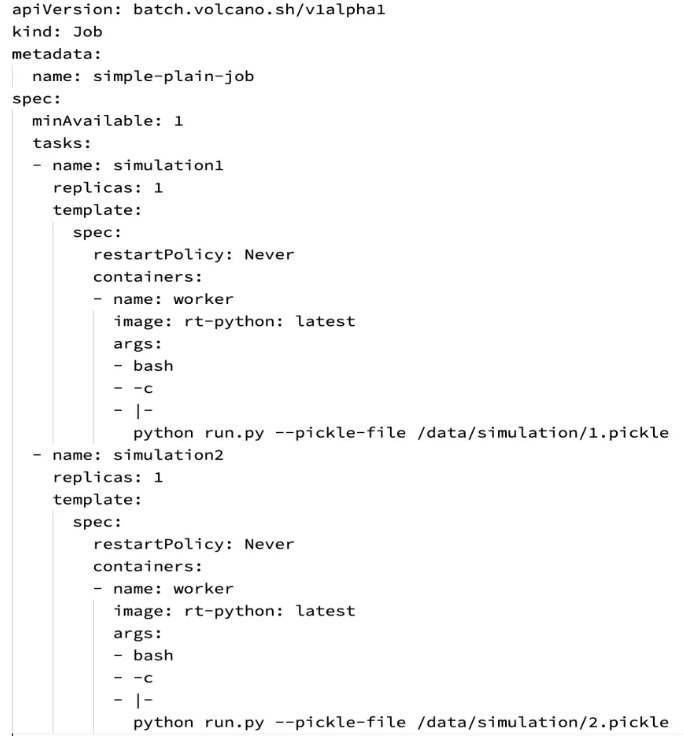 apiVersion: batch.volcano.sh/v1alpha1
kind: Job
metadata:
  name: simple-plain-job
spec:
  minAvailable: 1
  tasks:
  - name: simulation1
    replicas: 1
    template:
      spec:
        restartPolicy: Never
        containers:
        - name: worker
          image: rt-python: latest
          args:
          - bash
          - -c
          - |-
            python run.py --pickle-file /data/simulation/1.pickle
  - name: simulation2
    replicas: 1
    template:
      spec:
        restartPolicy: Never
        containers:
        - name: worker
          image: rt-python: latest
          args:
          - bash
          - -c
          - |-
            python run.py --pickle-file /data/simulation/2.pickle